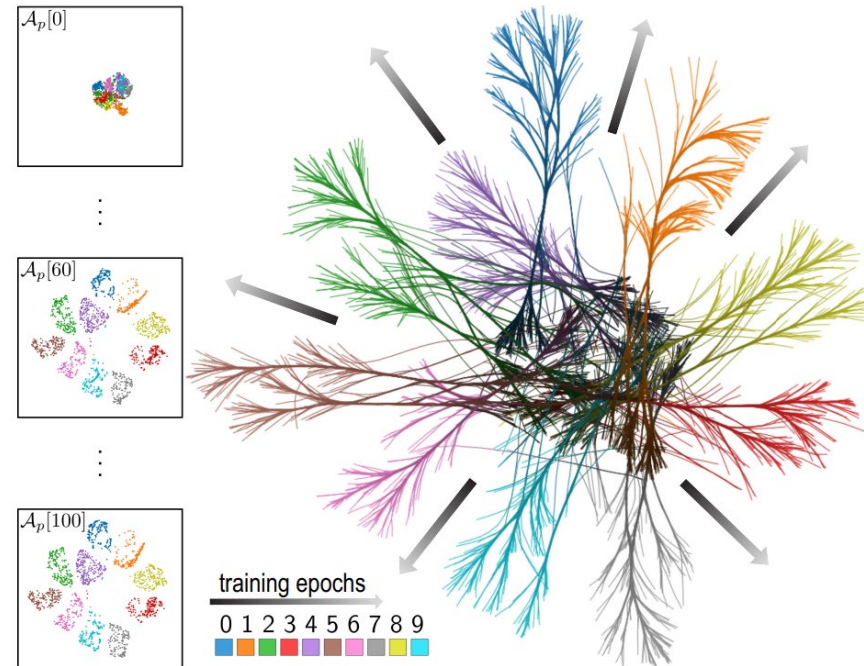 𝒜ₚ[0]
⋮
𝒜ₚ[60]
⋮
𝒜ₚ[100]
training epochs
0 1 2 3 4 5 6 7 8 9